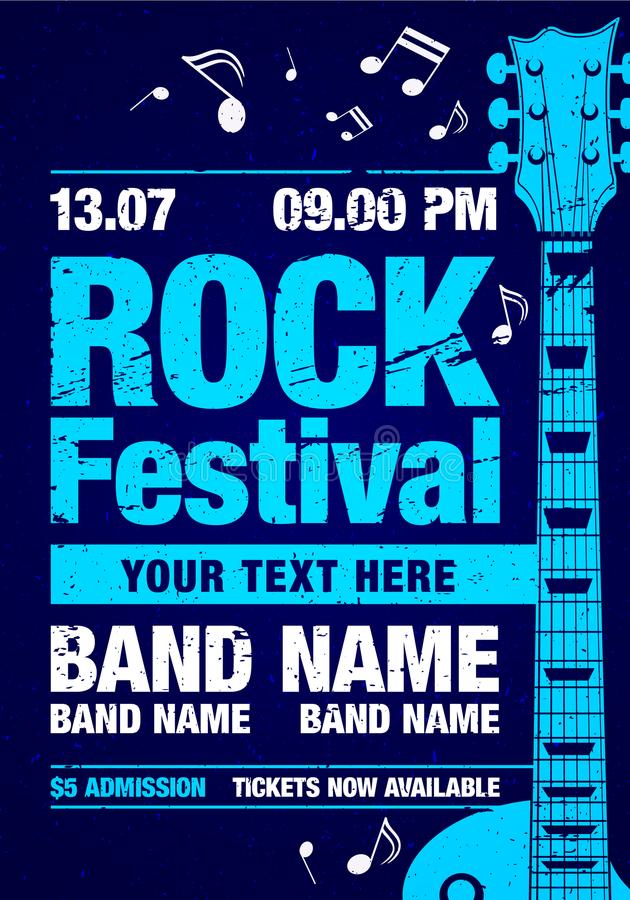 13.07 09.00 PM
ROCK
Festival
YOUR TEXT HERE
BAND NAME
BAND NAME BAND NAME
$5 ADMISSION TICKETS NOW AVAILABLE